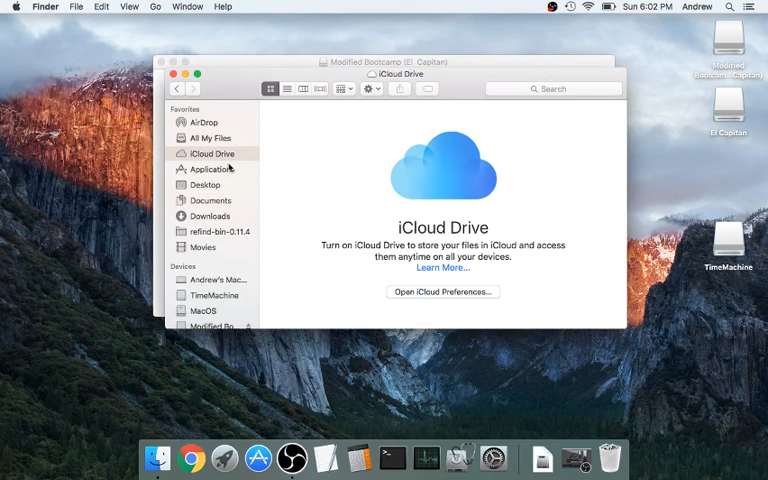 Finder File Edit View Go Window Help Sun 6:02 PM Andrew
Modified Bootcamp (El Capitan)
iCloud Drive
Search
Favorites
AirDrop
All My Files
iCloud Drive
Applications
Desktop
Documents
Downloads
refind-bin-0.11.4
Movies
Devices
Andrew's Mac...
TimeMachine
MacOS
Modified Bo...
iCloud Drive
Turn on iCloud Drive to store your files in iCloud and access
them anytime on all your devices.
Learn More...
Open iCloud Preferences...
Modified
Bootcam...Capitan)
El Capitan
TimeMachine